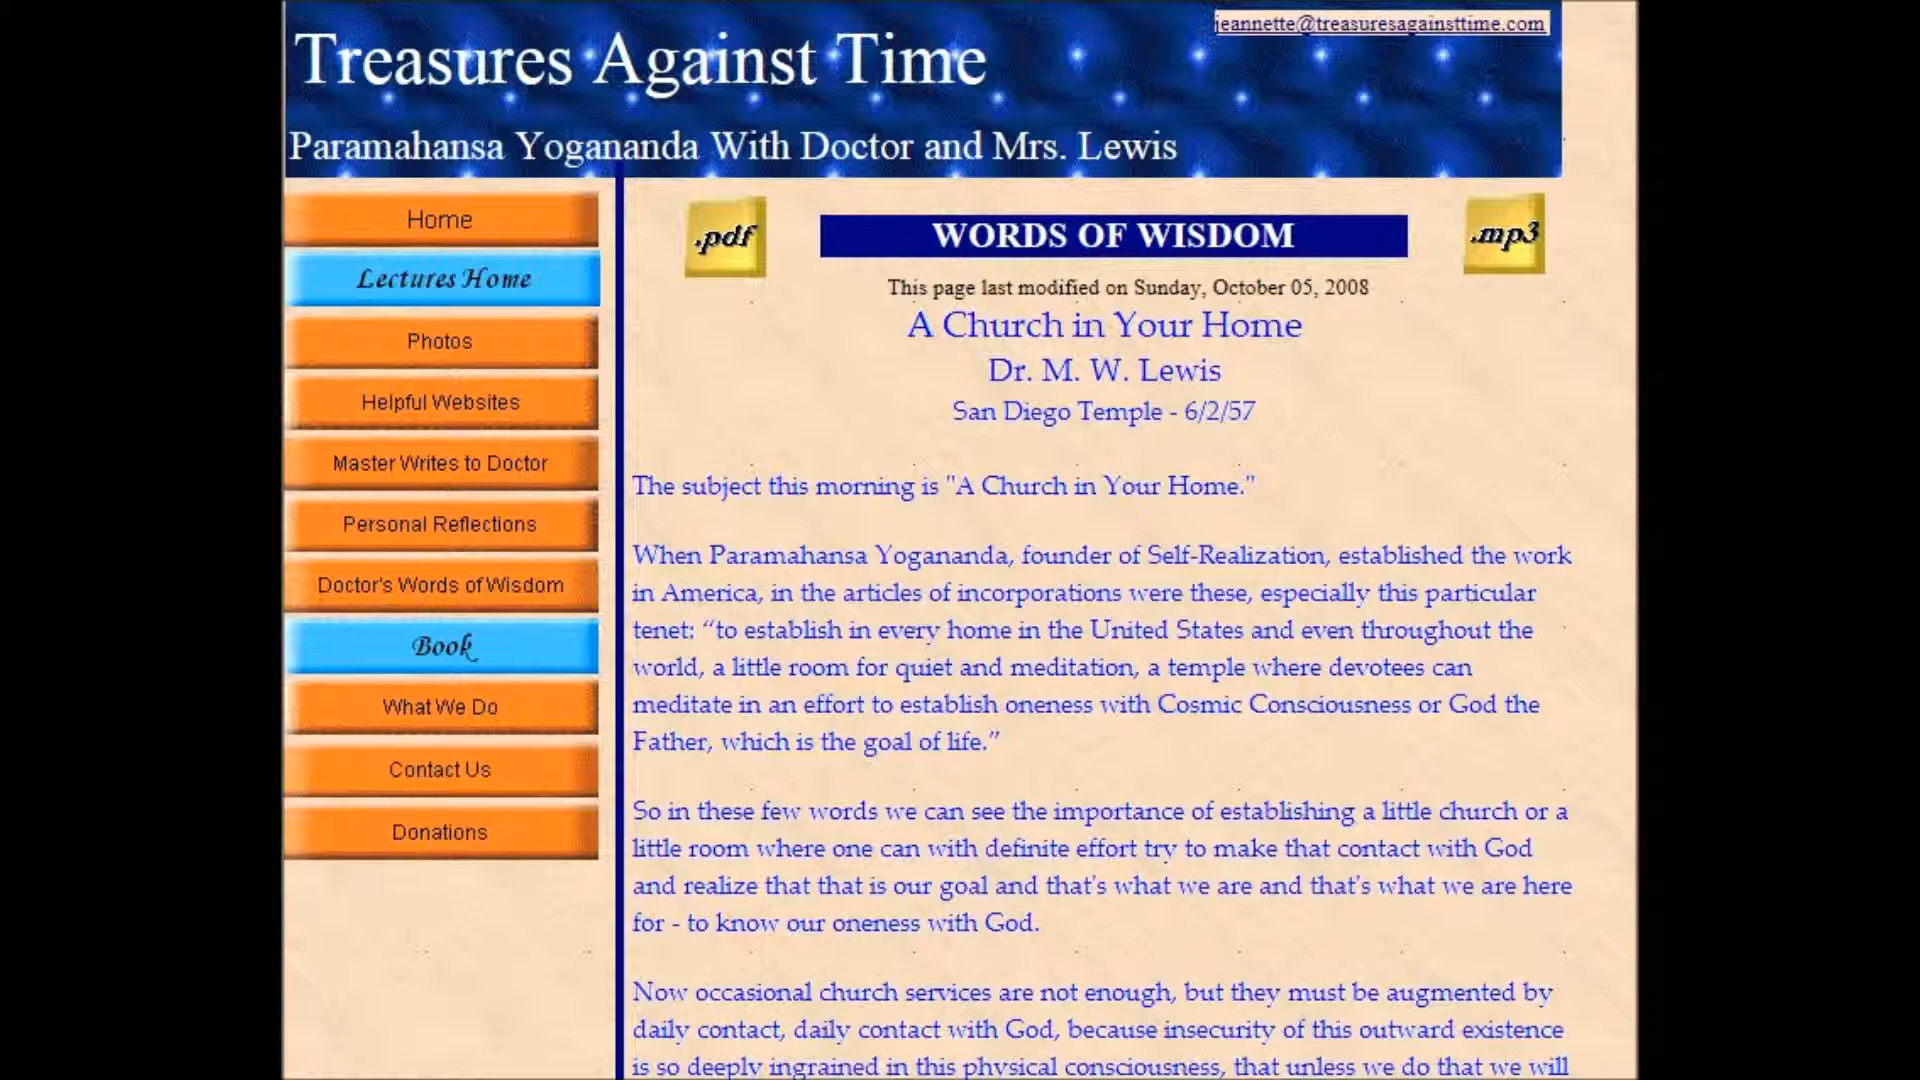 jeannette@treasuresagainsttime.com
Treasures Against Time
Paramahansa Yogananda With Doctor and Mrs. Lewis
Home
Lectures Home
Photos
Helpful Websites
Master Writes to Doctor
Personal Reflections
Doctor's Words of Wisdom
Book
What We Do
Contact Us
Donations
.pdf
WORDS OF WISDOM
.mp3
This page last modified on Sunday, October 05, 2008
A Church in Your Home
Dr. M. W. Lewis
San Diego Temple - 6/2/57
The subject this morning is "A Church in Your Home."
When Paramahansa Yogananda, founder of Self-Realization, established the work
in America, in the articles of incorporations were these, especially this particular
tenet: “to establish in every home in the United States and even throughout the
world, a little room for quiet and meditation, a temple where devotees can
meditate in an effort to establish oneness with Cosmic Consciousness or God the
Father, which is the goal of life.”
So in these few words we can see the importance of establishing a little church or a
little room where one can with definite effort try to make that contact with God
and realize that that is our goal and that's what we are and that's what we are here
for - to know our oneness with God.
Now occasional church services are not enough, but they must be augmented by
daily contact, daily contact with God, because insecurity of this outward existence
is so deeply ingrained in this physical consciousness, that unless we do that we will